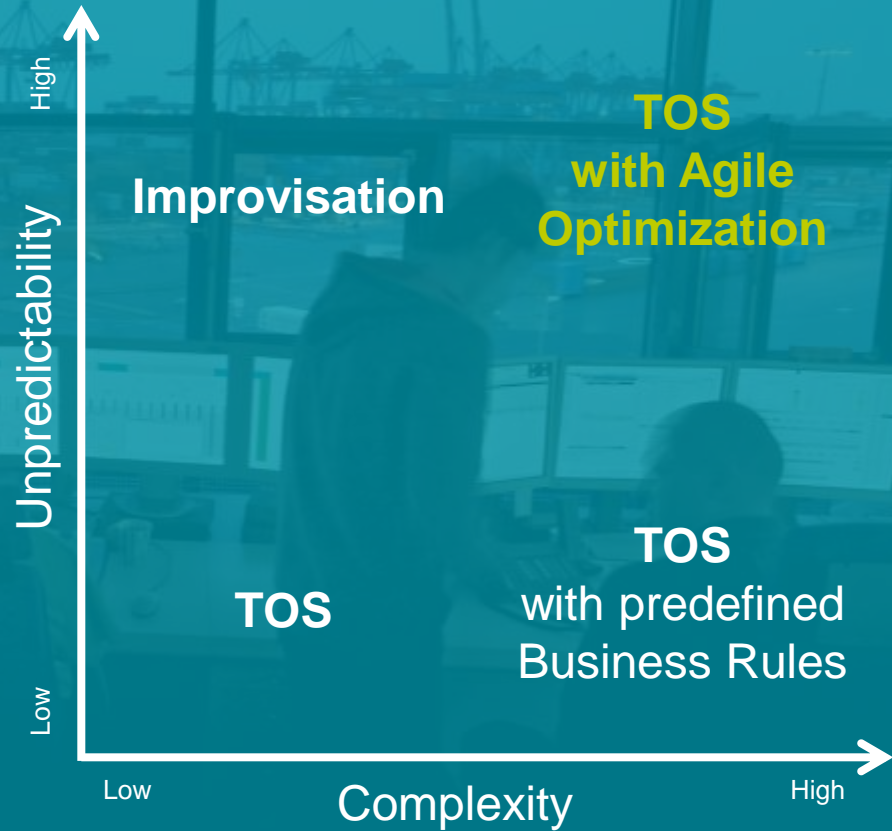 High
TOS
with Agile
Optimization
Improvisation
Unpredictability
TOS
with predefined
Business Rules
TOS
Low
Low
Complexity
High